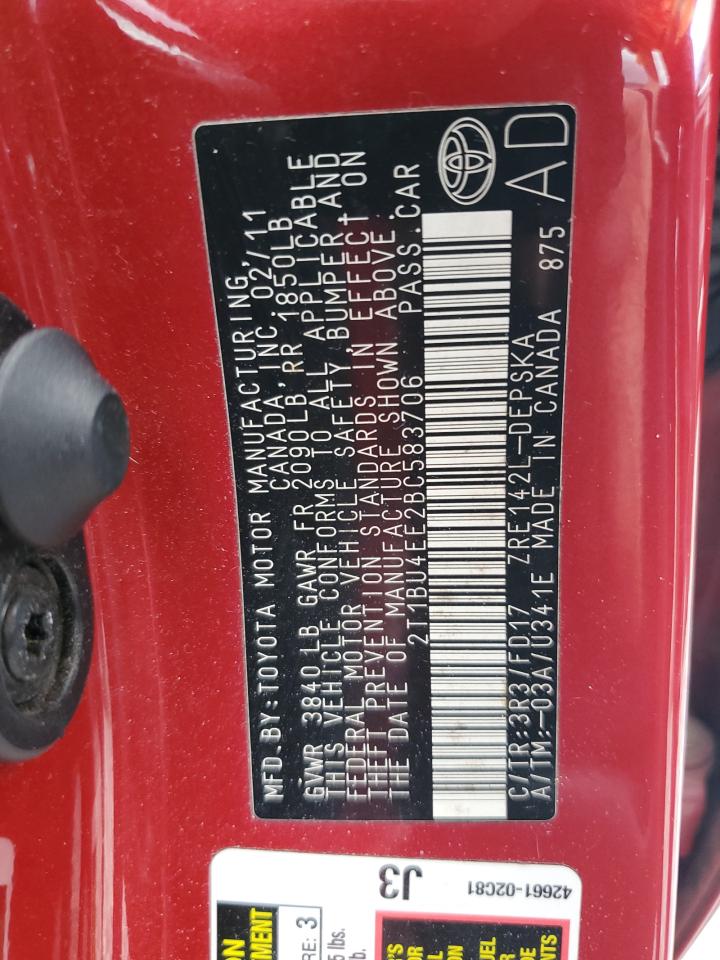 MFD.BY:TOYOTA MOTOR MANUFACTURING,
CANADA, INC. 02/11
GVWR 3840 LB GAWR FR 2090LB RR 1850LB
THIS VEHICLE CONFORMS TO ALL APPLICABLE
FEDERAL MOTOR VEHICLE SAFETY, BUMPER, AND
THEFT PREVENTION STANDARDS IN EFFECT ON
THE DATE OF MANUFACTURE SHOWN ABOVE.
2T1BU4EE2BC583706 PASS.CAR
C/TR:3R3/FD17 ZRE142L-DEPSKA
A/TM:-03A/U341E MADE IN CANADA 875
AD
J3
42661-02C81
3
lbs.